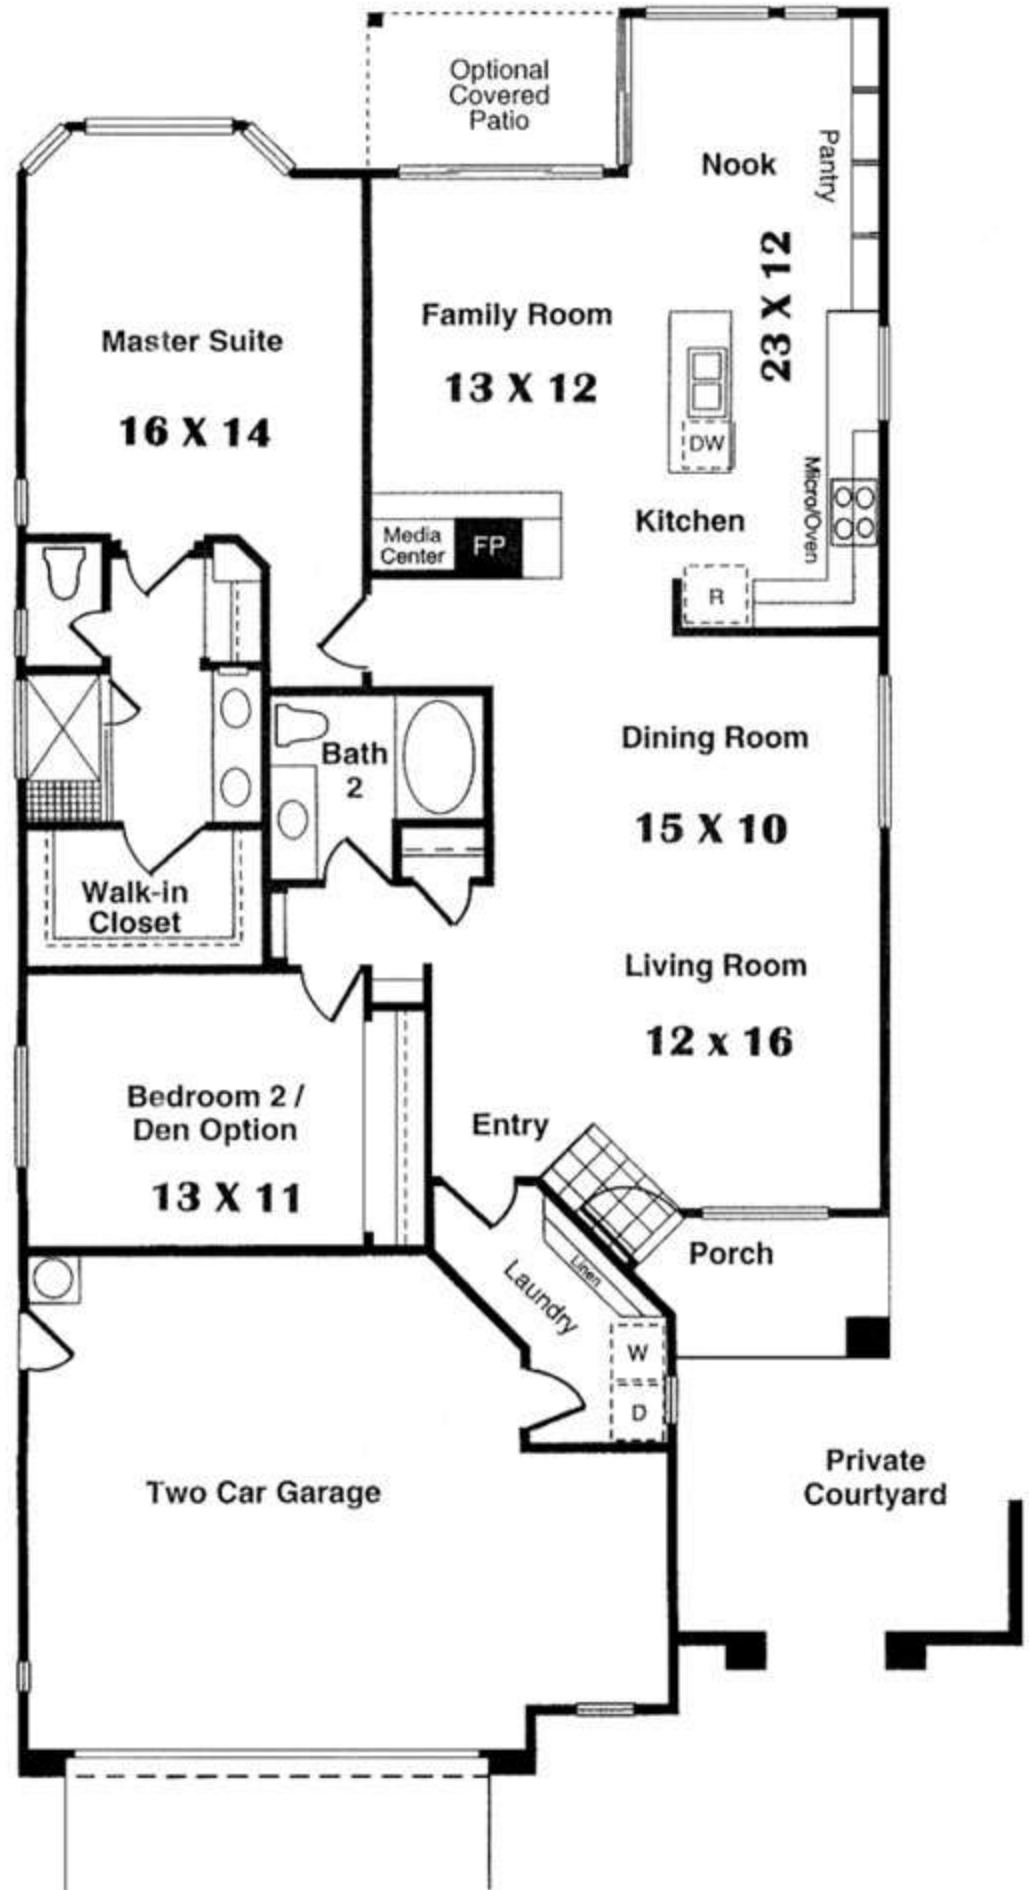 Optional
Covered
Patio
Nook
Pantry
23 X 12
Family Room
13 X 12
Master Suite
16 X 14
DW
Kitchen
Micro/Oven
Media
Center
FP
R
Dining Room
15 X 10
Bath
2
Walk-in
Closet
Living Room
12 x 16
Bedroom 2 /
Den Option
13 X 11
Entry
Porch
Linen
Laundry
W
D
Two Car Garage
Private
Courtyard